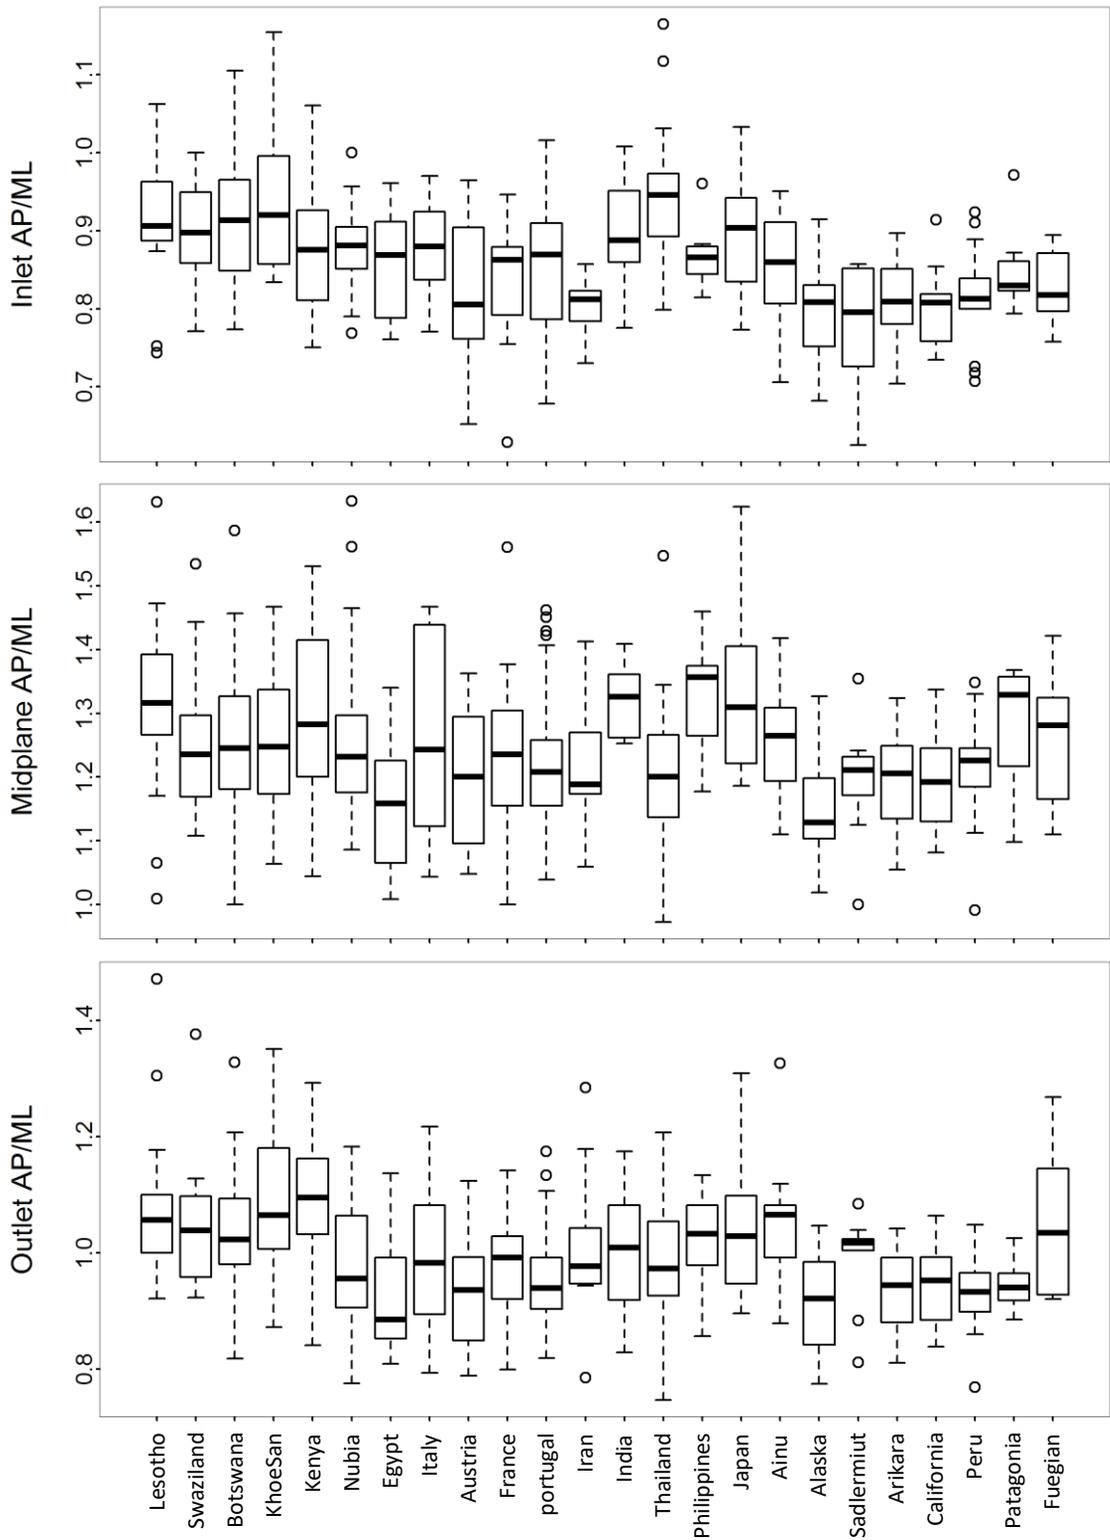 Inlet AP/ML
1.1
1.0
0.9
0.8
0.7
Midplane AP/ML
1.6
1.5
1.4
1.3
1.2
1.1
1.0
Outlet AP/ML
1.4
1.2
1.0
0.8
Lesotho
Swaziland
Botswana
KhoeSan
Kenya
Nubia
Egypt
Italy
Austria
France
portugal
Iran
India
Thailand
Philippines
Japan
Ainu
Alaska
Sadlermiut
Arikara
California
Peru
Patagonia
Fuegian